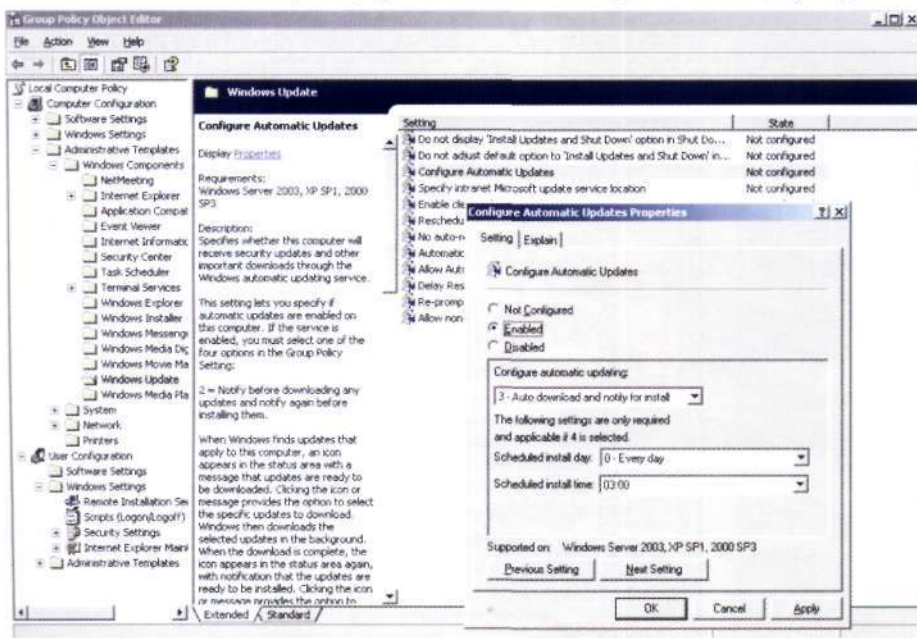 Group Policy Object Editor
File Action View Help
Local Computer Policy
Computer Configuration
Software Settings
Windows Settings
Administrative Templates
Windows Components
NetMeeting
Internet Explorer
Application Compat
Event Viewer
Internet Informatic
Security Center
Task Scheduler
Terminal Services
Windows Explorer
Windows Installer
Windows Messenge
Windows Media Dig
Windows Movie Ma
Windows Update
Windows Media Pla
System
Network
Printers
User Configuration
Software Settings
Windows Settings
Remote Installation Se
Scripts (Logon/Logoff)
Security Settings
Internet Explorer Main
Administrative Templates
Windows Update
Configure Automatic Updates
Display Properties
Requirements:
Windows Server 2003, XP SP1, 2000
SP3
Description:
Specifies whether this computer will
receive security updates and other
important downloads through the
Windows automatic updating service.
This setting lets you specify if
automatic updates are enabled on
this computer. If the service is
enabled, you must select one of the
four options in the Group Policy
Setting:
2 = Notify before downloading any
updates and notify again before
installing them.
When Windows finds updates that
apply to this computer, an icon
appears in the status area with a
message that updates are ready to
be downloaded. Clicking the icon or
message provides the option to select
the specific updates to download.
Windows then downloads the
selected updates in the background.
When the download is complete, the
icon appears in the status area again,
with notification that the updates are
ready to be installed. Clicking the icon
or message provides the option to
Extended Standard
Setting State
Do not display 'Install Updates and Shut Down' option in Shut Do... Not configured
Do not adjust default option to 'Install Updates and Shut Down' in... Not configured
Configure Automatic Updates Not configured
Specify intranet Microsoft update service location Not configured
Enable clie
Reschedu
No auto-r
Automatic
Allow Aut
Delay Res
Re-promp
Allow non
Configure Automatic Updates Properties
Setting Explain
Configure Automatic Updates
Not Configured
Enabled
Disabled
Configure automatic updating:
3 - Auto download and notify for install
The following settings are only required
and applicable if 4 is selected.
Scheduled install day: 0 - Every day
Scheduled install time: 03:00
Supported on: Windows Server 2003, XP SP1, 2000 SP3
Previous Setting Next Setting
OK Cancel Apply